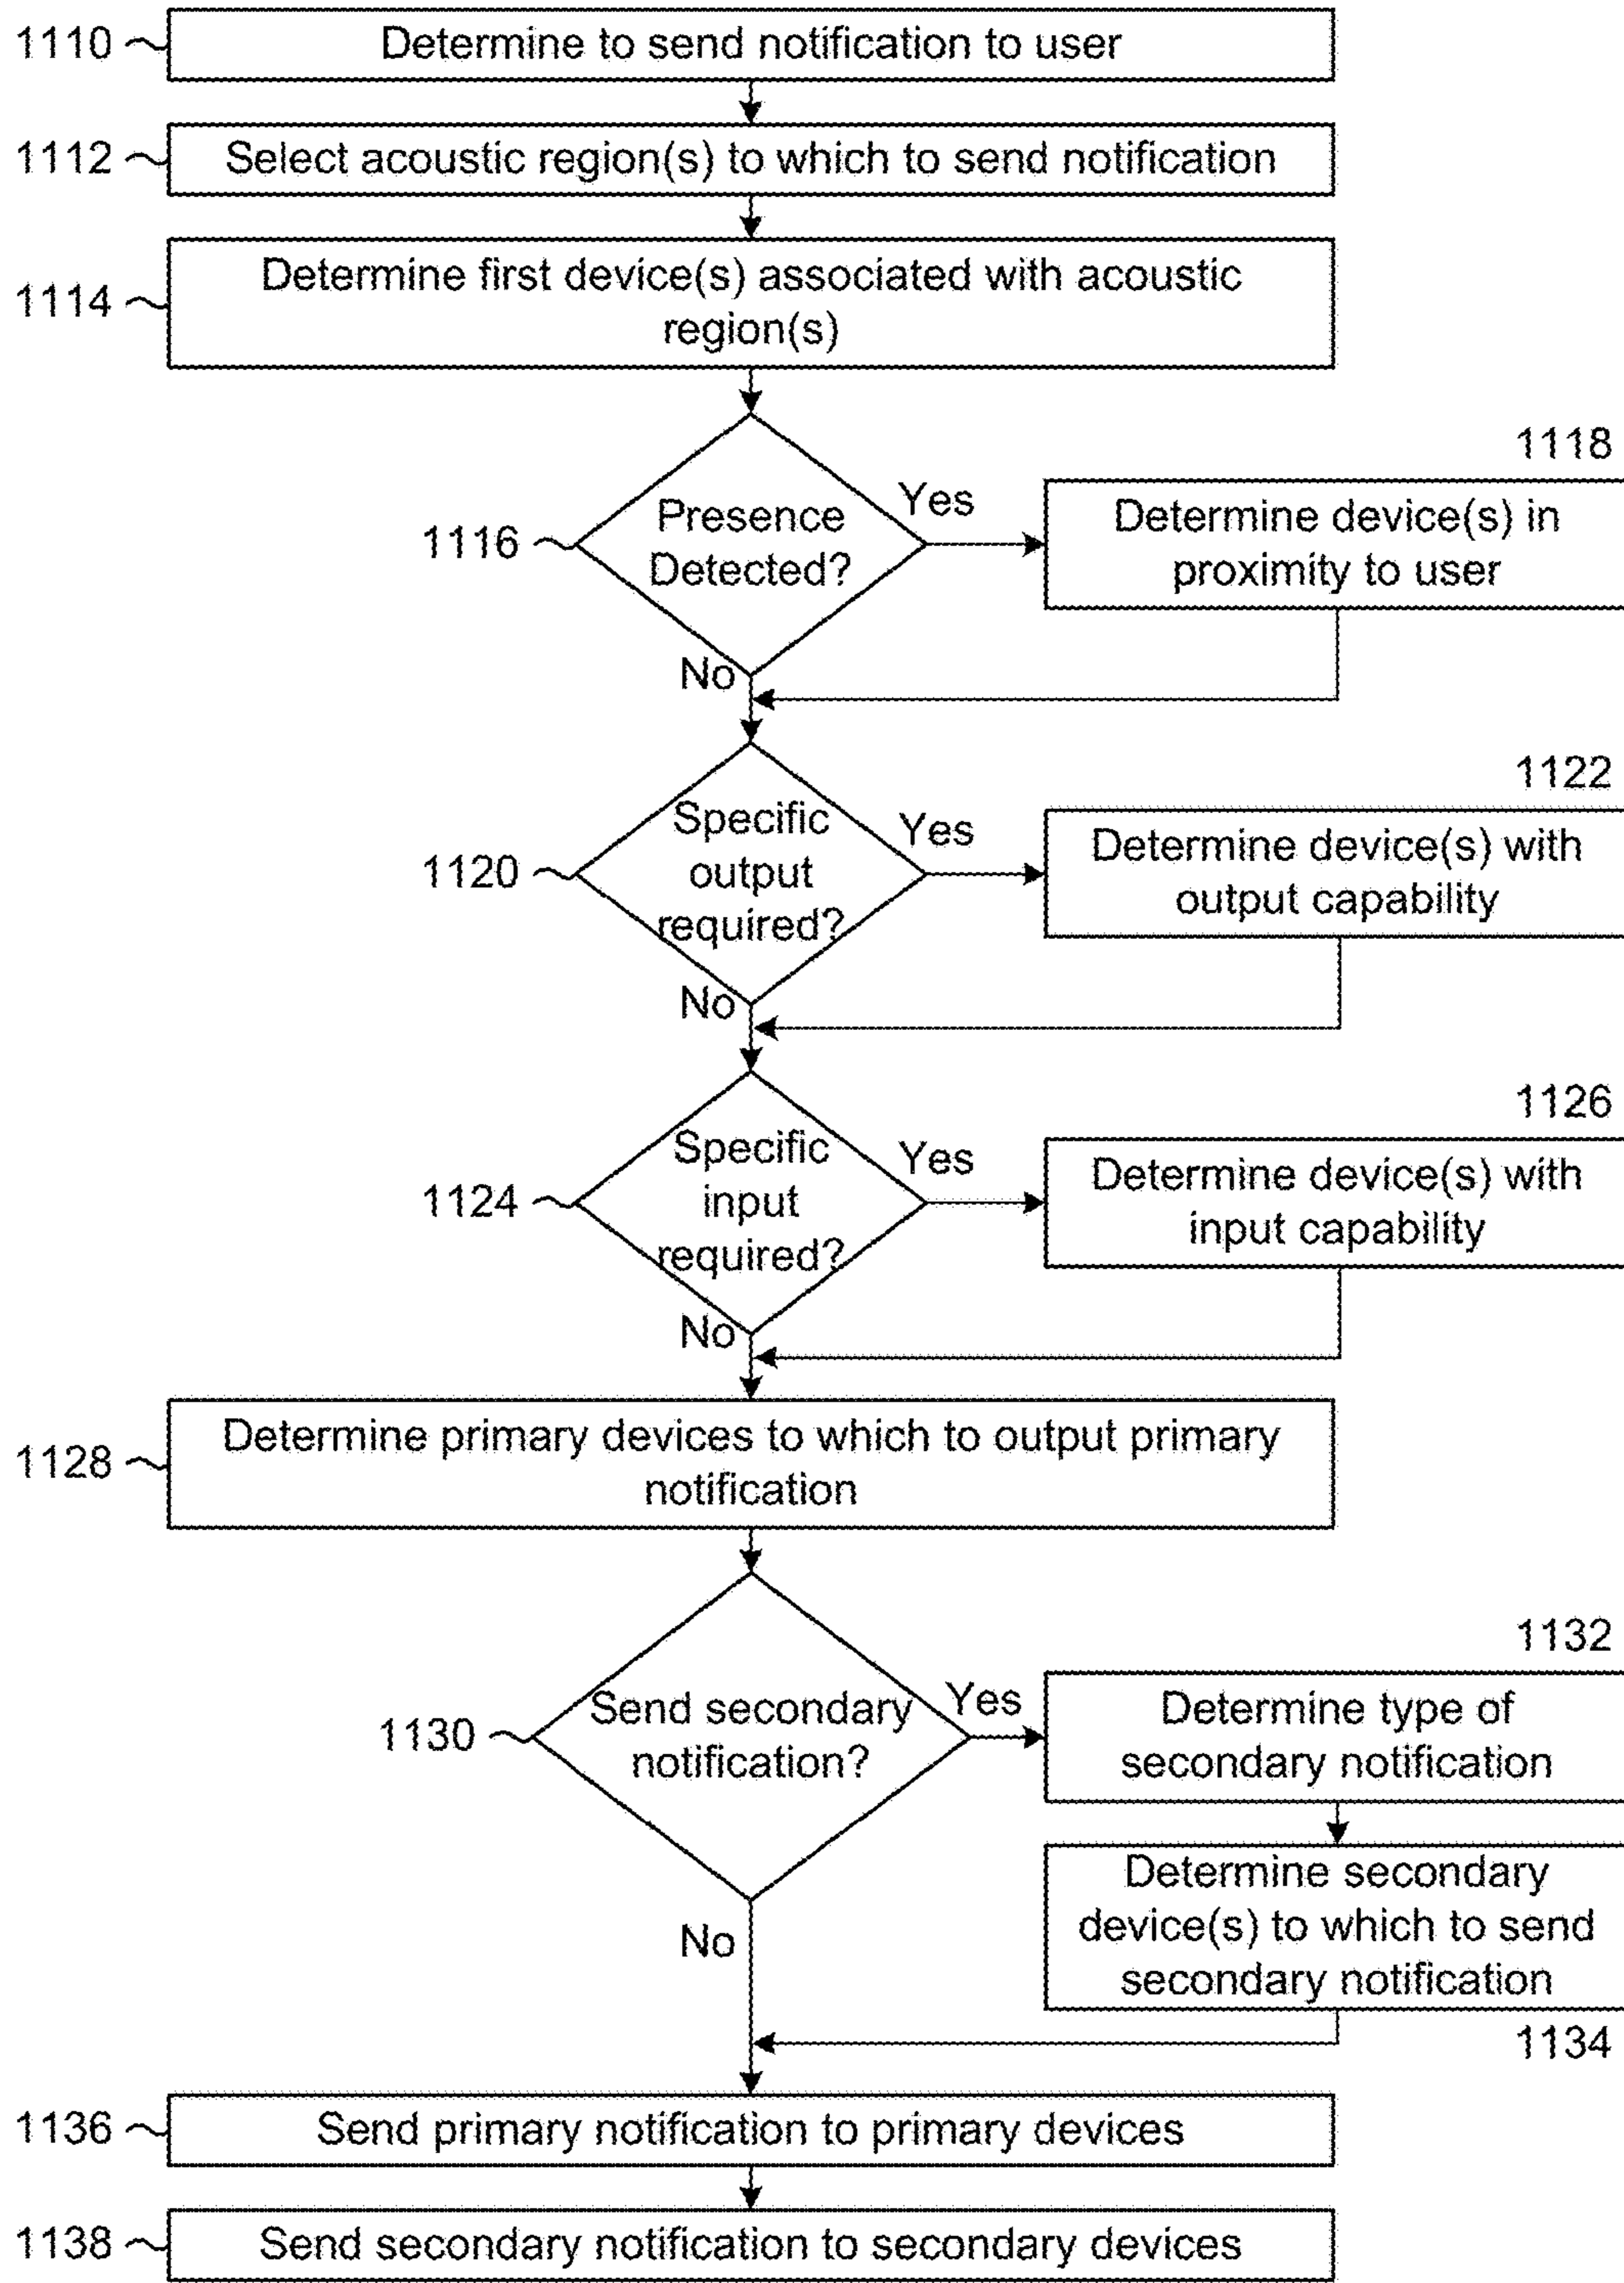 1110
Determine to send notification to user
1112
Select acoustic region(s) to which to send notification
1114
Determine first device(s) associated with acoustic
region(s)
1116
Presence
Detected?
Yes
No
1118
Determine device(s) in
proximity to user
1120
Specific
output
required?
Yes
No
1122
Determine device(s) with
output capability
1124
Specific
input
required?
Yes
No
1126
Determine device(s) with
input capability
1128
Determine primary devices to which to output primary
notification
1130
Send secondary
notification?
Yes
No
1132
Determine type of
secondary notification
Determine secondary
device(s) to which to send
secondary notification
1134
1136
Send primary notification to primary devices
1138
Send secondary notification to secondary devices